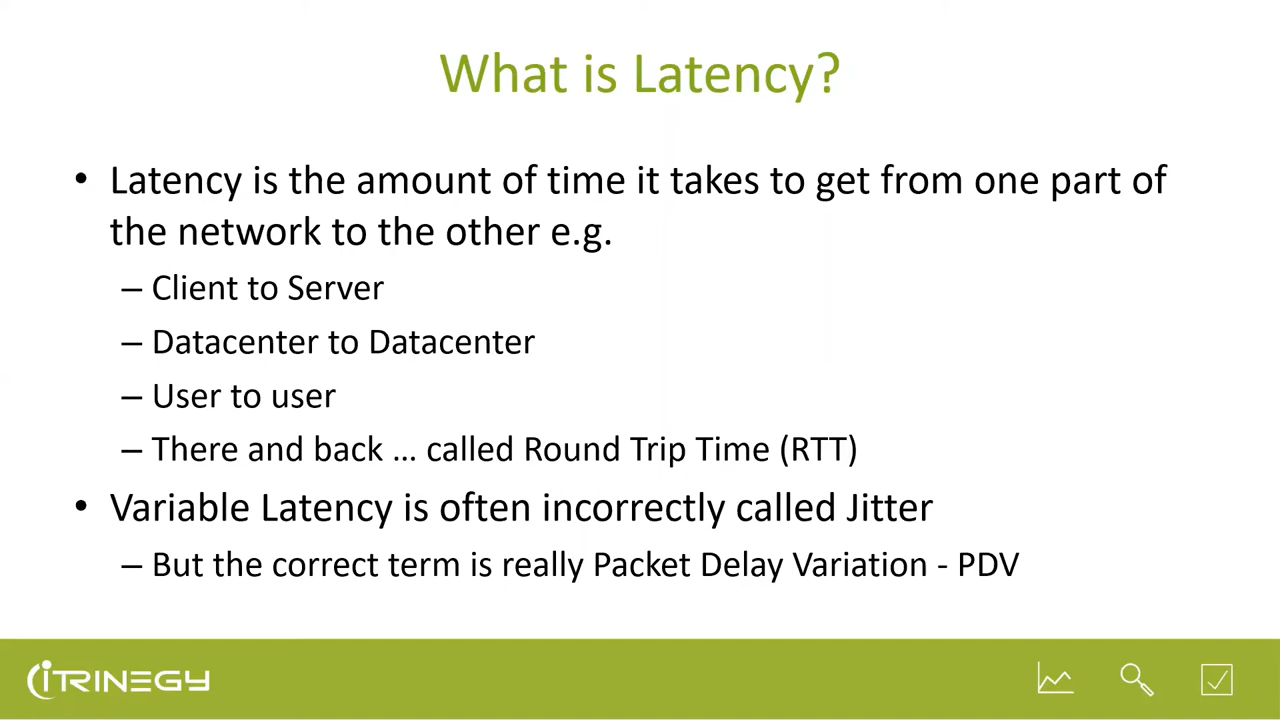 What is Latency?
• Latency is the amount of time it takes to get from one part of
the network to the other e.g.
– Client to Server
– Datacenter to Datacenter
– User to user
– There and back ... called Round Trip Time (RTT)
• Variable Latency is often incorrectly called Jitter
– But the correct term is really Packet Delay Variation - PDV
iTRINEGY